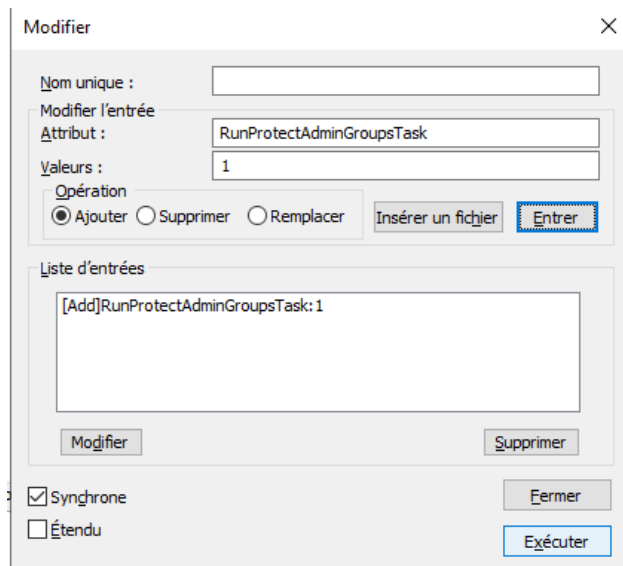 Modifier
Nom unique :
Modifier l'entrée
Attribut : RunProtectAdminGroupsTask
Valeurs : 1
Opération
Ajouter Supprimer Remplacer Insérer un fichier Entrer
Liste d'entrées
[Add]RunProtectAdminGroupsTask:1
Modifier Supprimer
Synchrone Fermer
Étendu Exécuter